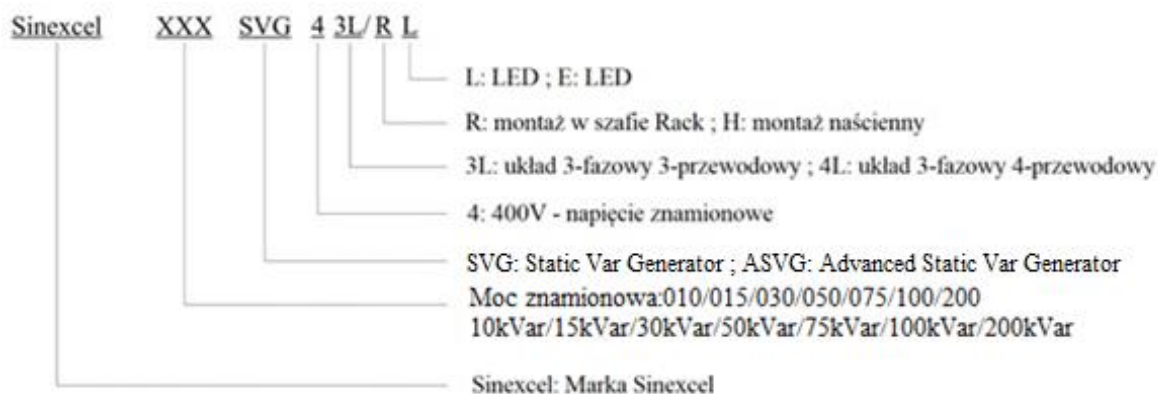 Sinexcel XXX SVG 4 3L/R L
L: LED ; E: LED
R: montaż w szafie Rack ; H: montaż naścienny
3L: układ 3-fazowy 3-przewodowy ; 4L: układ 3-fazowy 4-przewodowy
4: 400V - napięcie znamionowe
SVG: Static Var Generator ; ASVG: Advanced Static Var Generator
Moc znamionowa:010/015/030/050/075/100/200
10kVar/15kVar/30kVar/50kVar/75kVar/100kVar/200kVar
Sinexcel: Marka Sinexcel